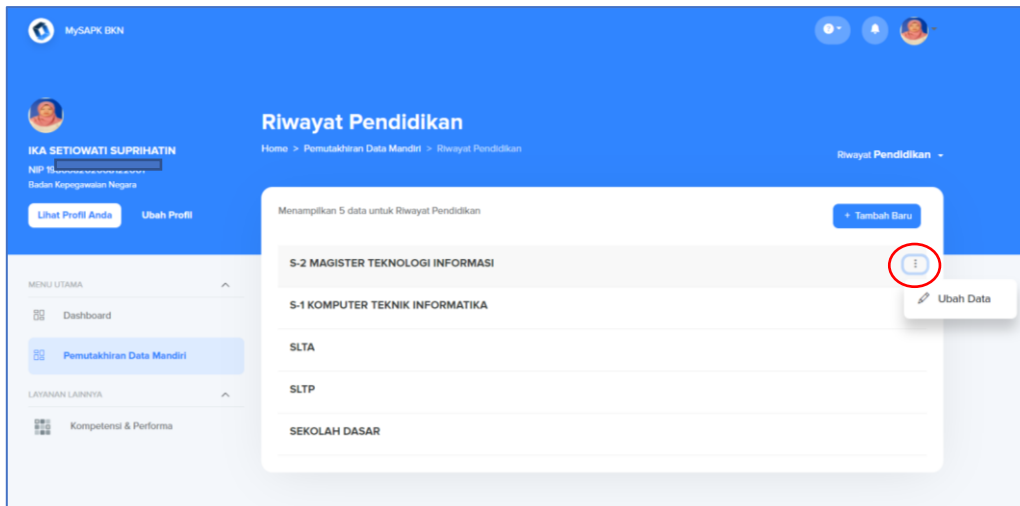 MySAPK BKN
IKA SETIOWATI SUPRIHATIN
NIP
Badan Kepegawaian Negara
Lihat Profil Anda Ubah Profil
Riwayat Pendidikan
Home > Pemutakhiran Data Mandiri > Riwayat Pendidikan
Riwayat Pendidikan
MENU UTAMA
Dashboard
Pemutakhiran Data Mandiri
LAYANAN LAINNYA
Kompetensi & Performa
Menampilkan 5 data untuk Riwayat Pendidikan
+ Tambah Baru
S-2 MAGISTER TEKNOLOGI INFORMASI
Ubah Data
S-1 KOMPUTER TEKNIK INFORMATIKA
SLTA
SLTP
SEKOLAH DASAR